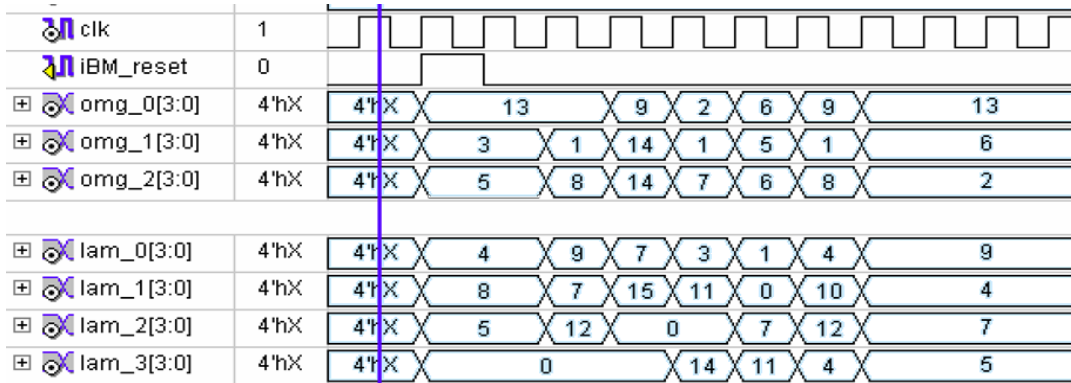 clk 1
iBM_reset 0
omg_0[3:0] 4'hX 4'hX 13 9 2 6 9 13
omg_1[3:0] 4'hX 4'hX 3 1 14 1 5 1 6
omg_2[3:0] 4'hX 4'hX 5 8 14 7 6 8 2
lam_0[3:0] 4'hX 4'hX 4 9 7 3 1 4 9
lam_1[3:0] 4'hX 4'hX 8 7 15 11 0 10 4
lam_2[3:0] 4'hX 4'hX 5 12 0 7 12 7
lam_3[3:0] 4'hX 4'hX 0 14 11 4 5